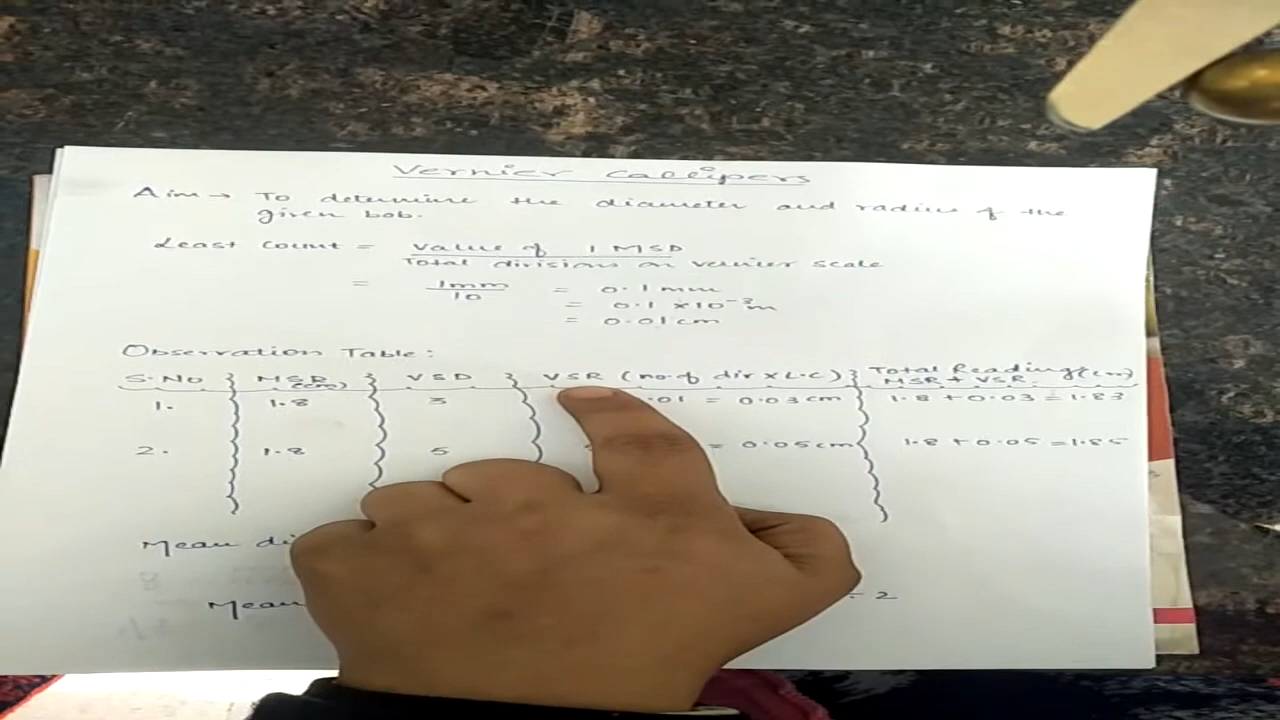 Vernier Callipers
Aim → To determine the diameter and radius of the
given bob.
Least Count = Value of 1 MSD
Total divisions on vernier scale
= 1mm
10
= 0.1 mm
= 0.1 × 10⁻³m
= 0.01 cm
Observation Table:
S.No MSR (cm) VSD VSR (no. of div × L.C) Total Reading (cm)
MSR + VSR
1. 1.8 3 .01 = 0.03 cm 1.8 + 0.03 = 1.83
2. 1.8 5 = 0.05 cm 1.8 + 0.05 = 1.85
Mean
Mean ÷ 2